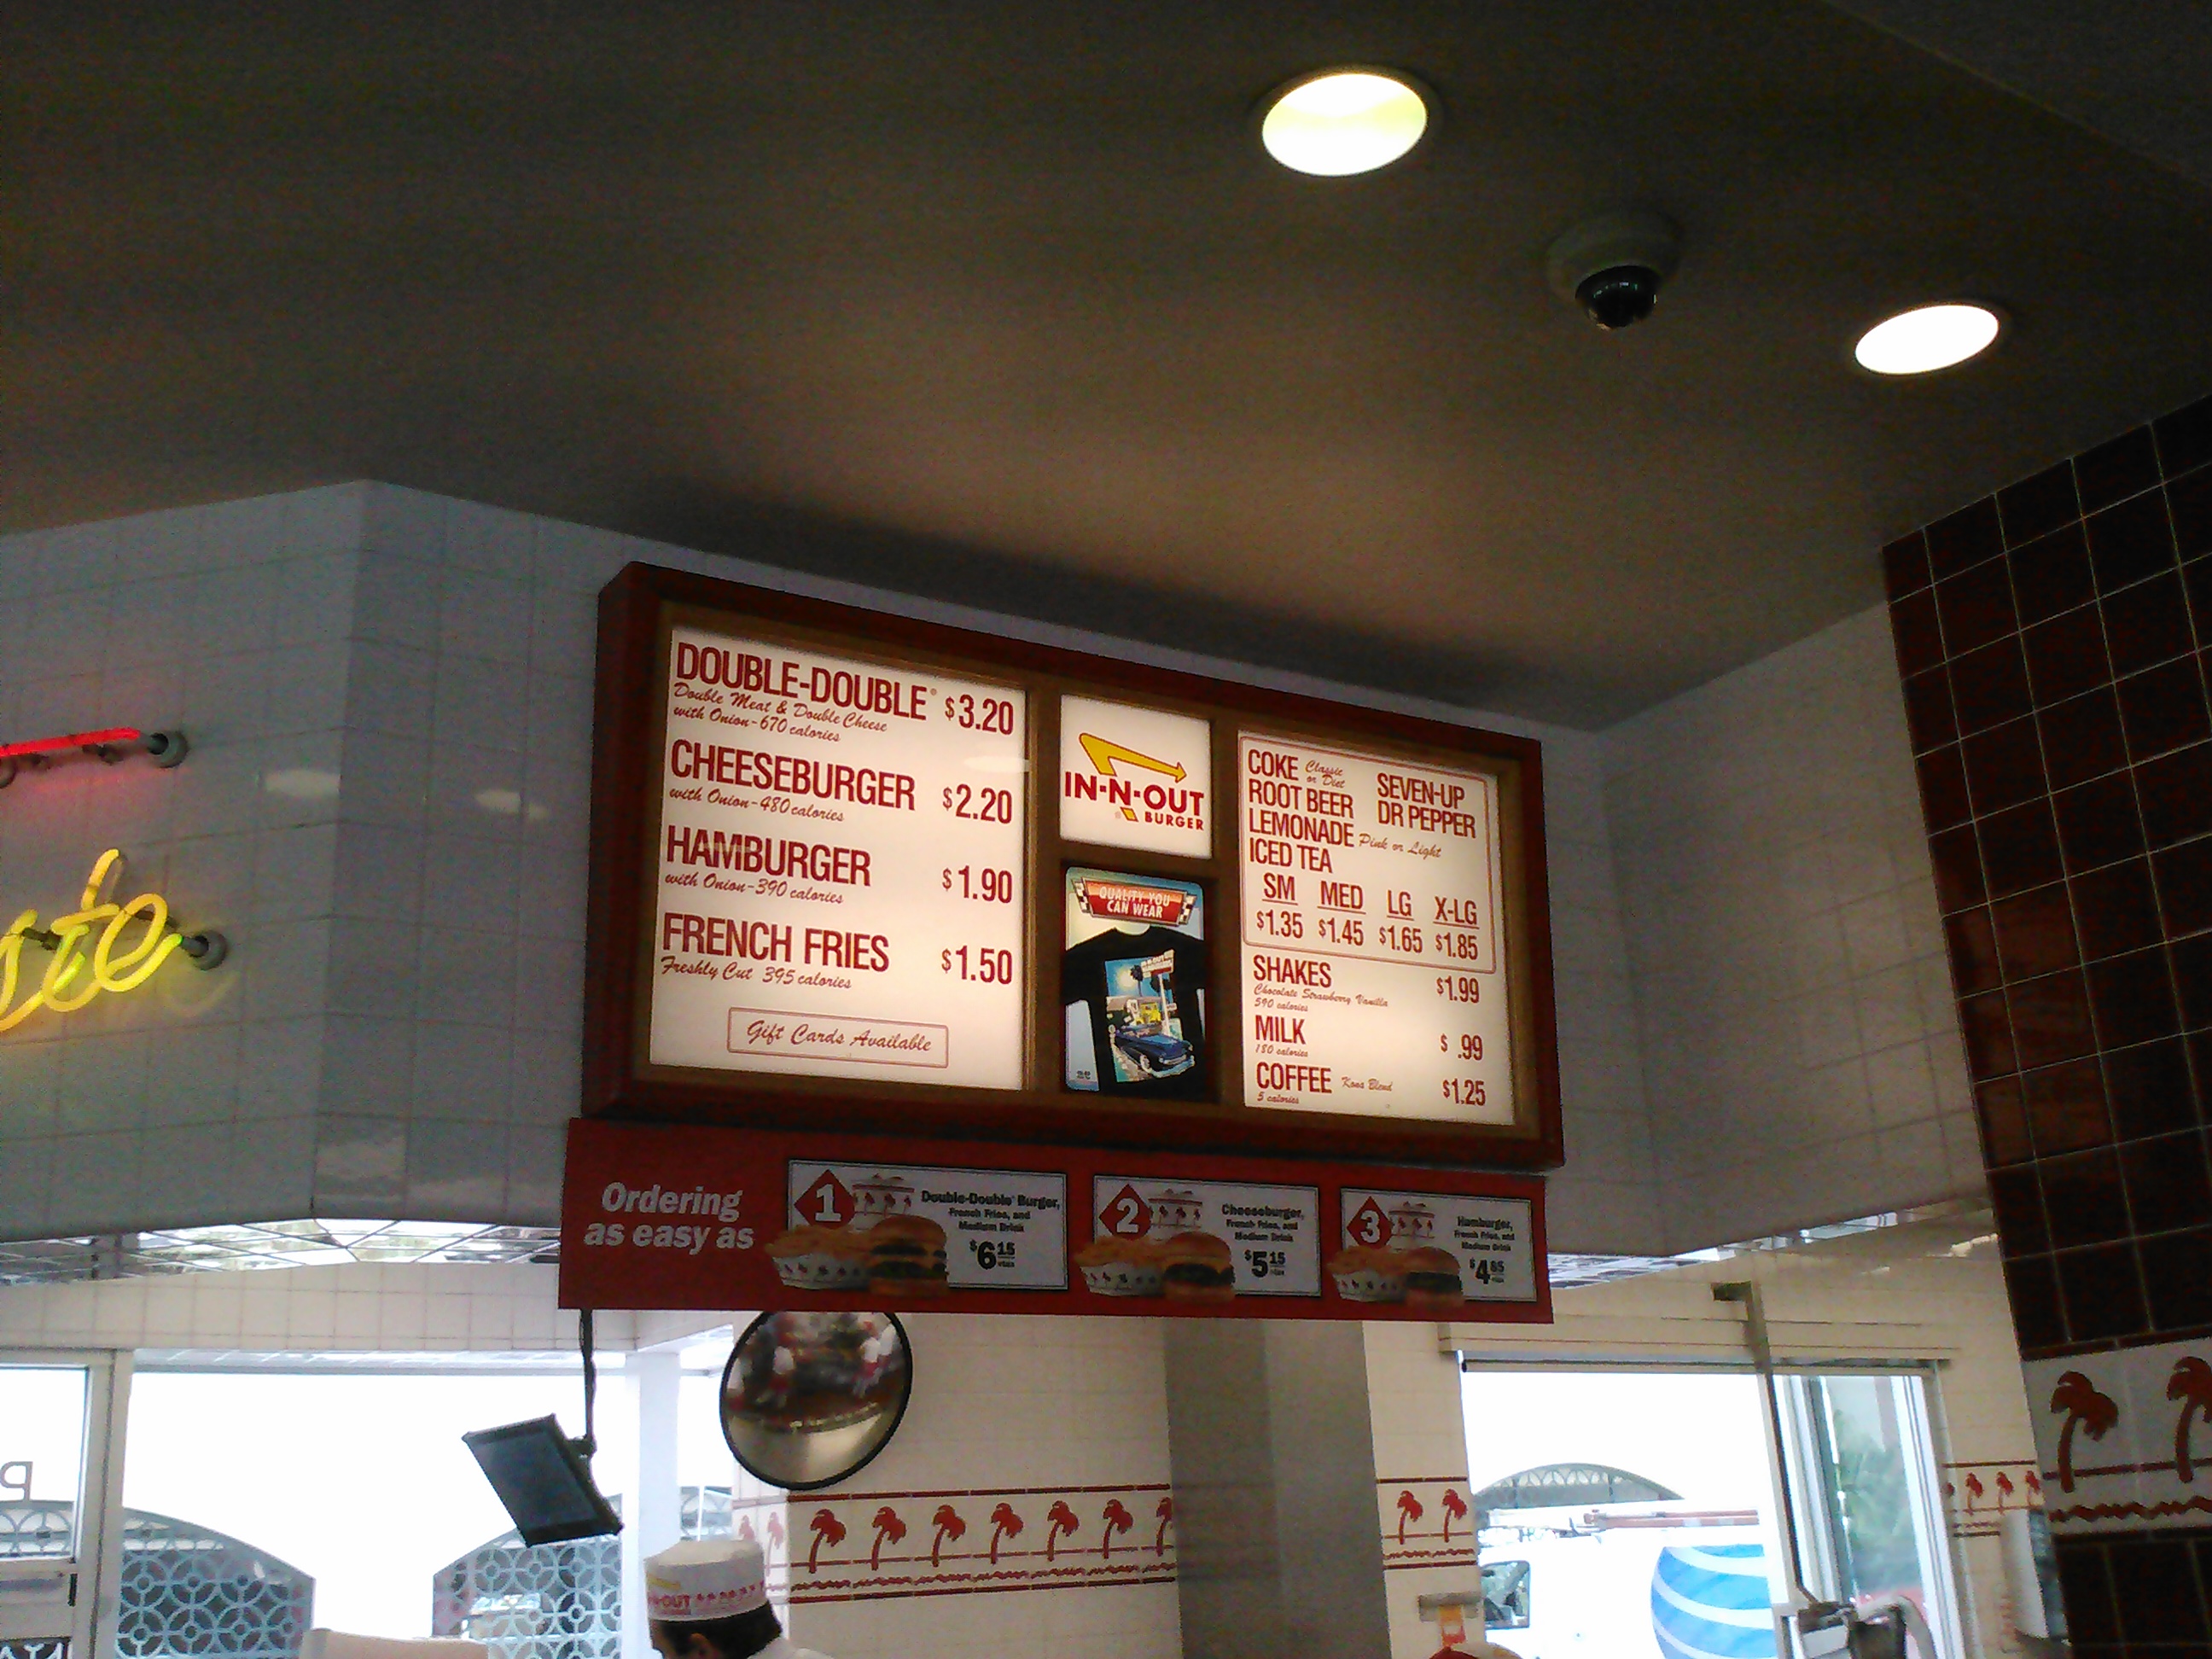 DOUBLE-DOUBLE® $3.20
Double Meat & Double Cheese
with Onion-670 calories
CHEESEBURGER $2.20
with Onion-480 calories
HAMBURGER $1.90
with Onion-390 calories
FRENCH FRIES $1.50
Freshly Cut 395 calories
Gift Cards Available
IN-N-OUT
BURGER
QUALITY YOU
CAN WEAR
COKE Classic or Diet
SEVEN-UP
ROOT BEER
DR PEPPER
LEMONADE Pink or Light
ICED TEA
SM MED LG X-LG
$1.35 $1.45 $1.65 $1.85
SHAKES $1.99
Chocolate Strawberry Vanilla
590 calories
MILK $ .99
180 calories
COFFEE Kona Blend $1.25
5 calories
Ordering
as easy as
1
Double-Double® Burger,
French Fries, and
Medium Drink
$6 15
2
Cheeseburger,
French Fries, and
Medium Drink
$5 15
3
Hamburger,
French Fries, and
Medium Drink
$4 85
N-OUT